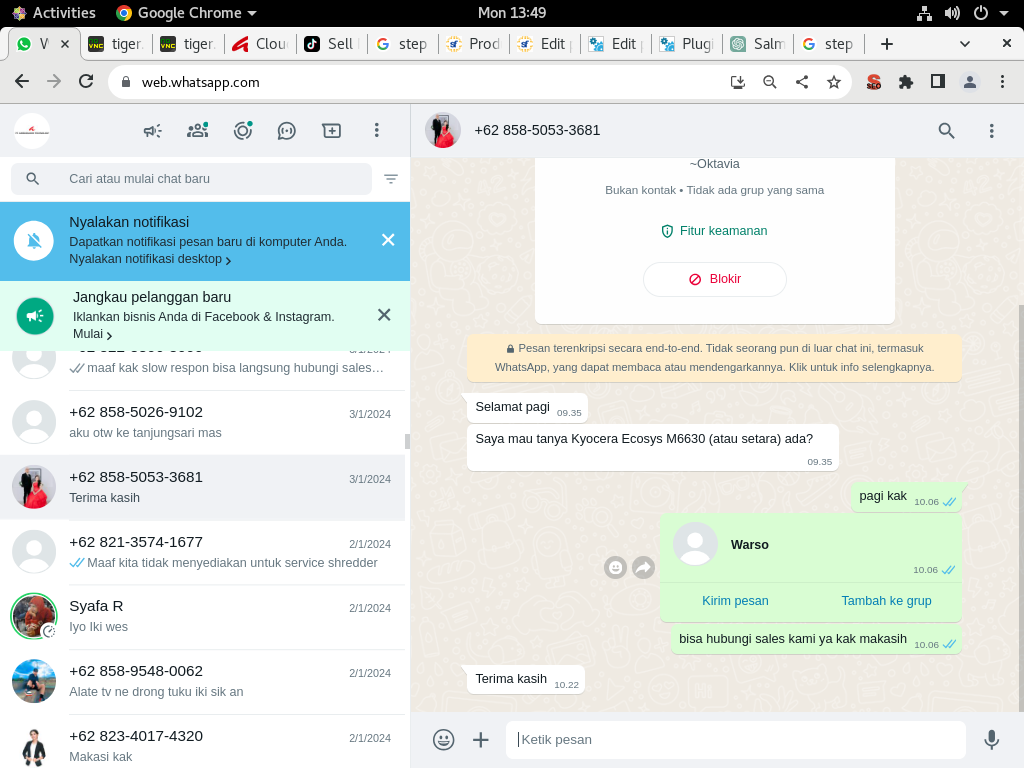 Activities
Google Chrome
Mon 13:49
W
tiger
tiger
Clou
Sell
step
Prod
Edit
Edit
Plugi
Salm
step
web.whatsapp.com
SEO
Cari atau mulai chat baru
Nyalakan notifikasi
Dapatkan notifikasi pesan baru di komputer Anda.
Nyalakan notifikasi desktop
Jangkau pelanggan baru
Iklankan bisnis Anda di Facebook & Instagram.
Mulai
maaf kak slow respon bisa langsung hubungi sales…
+62 858-5026-9102
3/1/2024
aku otw ke tanjungsari mas
+62 858-5053-3681
3/1/2024
Terima kasih
+62 821-3574-1677
2/1/2024
Maaf kita tidak menyediakan untuk service shredder
Syafa R
2/1/2024
Iyo Iki wes
+62 858-9548-0062
2/1/2024
Alate tv ne drong tuku iki sik an
+62 823-4017-4320
2/1/2024
Makasi kak
+62 858-5053-3681
~Oktavia
Bukan kontak • Tidak ada grup yang sama
Fitur keamanan
Blokir
Pesan terenkripsi secara end-to-end. Tidak seorang pun di luar chat ini, termasuk
WhatsApp, yang dapat membaca atau mendengarkannya. Klik untuk info selengkapnya.
Selamat pagi 09.35
Saya mau tanya Kyocera Ecosys M6630 (atau setara) ada?
09.35
pagi kak 10.06
Warso
10.06
Kirim pesan
Tambah ke grup
bisa hubungi sales kami ya kak makasih 10.06
Terima kasih 10.22
Ketik pesan